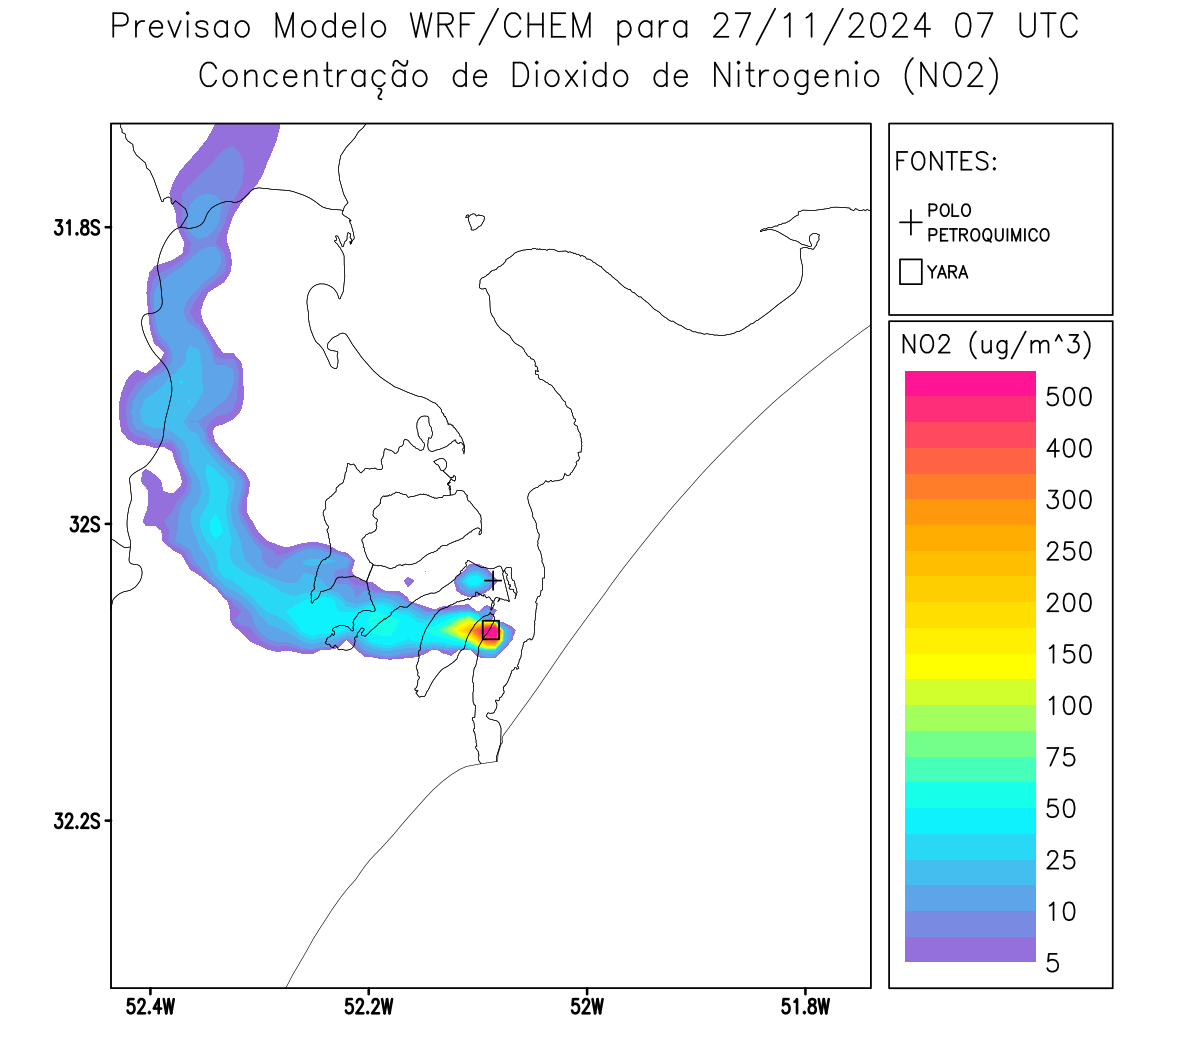 Previsao Modelo WRF/CHEM para 27/11/2024 07 UTC
Concentração de Dioxido de Nitrogenio (NO2)
FONTES:
POLO
PETROQUIMICO
YARA
NO2 (ug/m^3)
500
400
300
250
200
150
100
75
50
25
10
5
31.8S
32S
32.2S
52.4W
52.2W
52W
51.8W